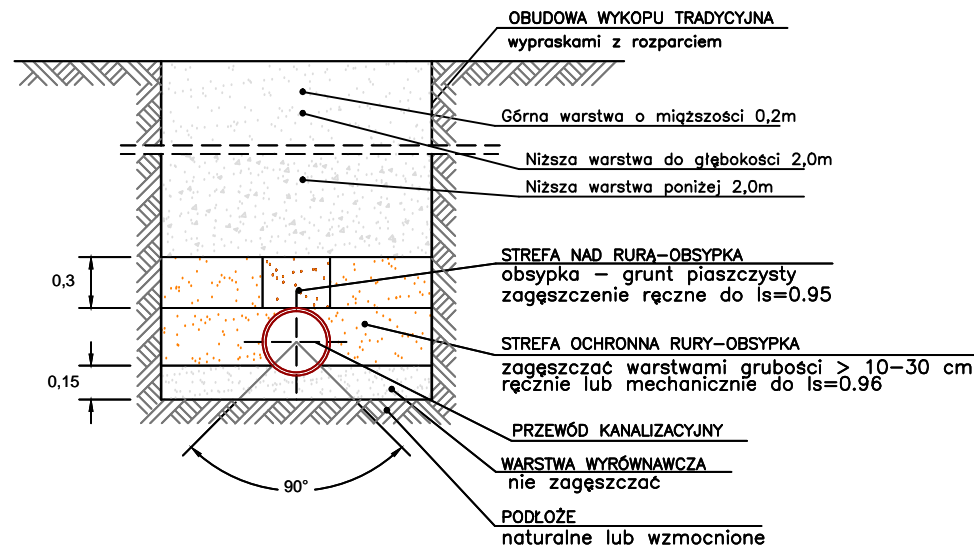 OBUDOWA WYKOPU TRADYCYJNA
wypraskami z rozparciem
Górna warstwa o miąższości 0,2m
Niższa warstwa do głębokości 2,0m
Niższa warstwa poniżej 2,0m
STREFA NAD RURĄ-OBSYPKA
obsypka – grunt piaszczysty
zagęszczenie ręczne do Is=0.95
0,3
STREFA OCHRONNA RURY-OBSYPKA
zagęszczać warstwami grubości > 10-30 cm
ręcznie lub mechanicznie do Is=0.96
0,15
PRZEWÓD KANALIZACYJNY
WARSTWA WYRÓWNAWCZA
nie zagęszczać
90°
PODŁOŻE
naturalne lub wzmocnione